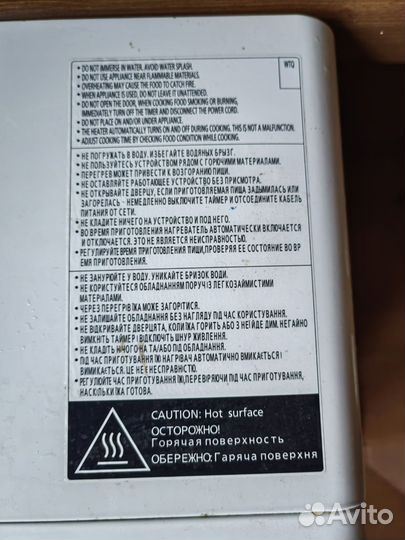 • DO NOT IMMERSE IN WATER, AVOID WATER SPLASH.
• DO NOT USE APPLIANCE NEAR FLAMMABLE MATERIALS.
• OVERHEATING MAY CAUSE THE FOOD TO CATCH FIRE.
• WHEN APPLIANCE IS USED, DO NOT LEAVE IT UNATTENDED.
• DO NOT OPEN THE DOOR, WHEN COOKING FOOD SMOKING OR BURNING,
IMMEDIATELY TURN OFF THE TIMER AND DISCONNECT THE POWER CORD.
• DO NOT PLACE ON AND/OR UNDER APPLIANCE.
• THE HEATER AUTOMATICALLY TURNS ON AND OFF DURING COOKING. THIS IS NOT A MALFUNCTION.
• ADJUST COOKING TIME BY CHECKING FOOD CONDITION WHILE COOKING.
WTQ
• НЕ ПОГРУЖАТЬ В ВОДУ. ИЗБЕГАЙТЕ ВОДЯНЫХ БРЫЗГ.
• НЕ ПОЛЬЗУЙТЕСЬ УСТРОЙСТВОМ РЯДОМ С ГОРЮЧИМИ МАТЕРИАЛАМИ.
• ПЕРЕГРЕВ МОЖЕТ ПРИВЕСТИ К ВОЗГОРАНИЮ ПИЩИ.
• НЕ ОСТАВЛЯЙТЕ РАБОТАЮЩЕЕ УСТРОЙСТВО БЕЗ ПРИСМОТРА.
• НЕ ОТКРЫВАЙТЕ ДВЕРЦУ, ЕСЛИ ПРИГОТАВЛИВАЕМАЯ ПИЩА ЗАДЫМИЛАСЬ ИЛИ
ЗАГОРЕЛАСЬ - НЕМЕДЛЕННО ВЫКЛЮЧИТЕ ТАЙМЕР И ОТСОЕДИНИТЕ КАБЕЛЬ
ПИТАНИЯ ОТ СЕТИ.
• НЕ КЛАДИТЕ НИЧЕГО НА УСТРОЙСТВО И ПОД НЕГО.
• ВО ВРЕМЯ ПРИГОТОВЛЕНИЯ НАГРЕВАТЕЛЬ АВТОМАТИЧЕСКИ ВКЛЮЧАЕТСЯ
И ОТКЛЮЧАЕТСЯ. ЭТО НЕ ЯВЛЯЕТСЯ НЕИСПРАВНОСТЬЮ.
• РЕГУЛИРУЙТЕ ВРЕМЯ ПРИГОТОВЛЕНИЯ ПИЩИ, ПРОВЕРЯЯ ЕЕ СОСТОЯНИЕ ВО ВР
ЕМЯ ПРИГОТОВЛЕНИЯ.
• НЕ ЗАНУРЮЙТЕ У ВОДУ. УНИКАЙТЕ БРИЗОК ВОДИ.
• НЕ КОРИСТУЙТЕСЯ ОБЛАДНАННЯМ ПОРУЧ ІЗ ЛЕГКОЗАЙМИСТИМИ
МАТЕРІАЛАМИ.
• ЧЕРЕЗ ПЕРЕГРІВ ЇЖА МОЖЕ ЗАГОРІТИСЯ.
• НЕ ЗАЛИШАЙТЕ ОБЛАДНАННЯ БЕЗ НАГЛЯДУ ПІД ЧАС КОРИСТУВАННЯ.
• НЕ ВІДКРИВАЙТЕ ДВЕРЦЯТА, КОЛИ ЇЖА ГОРИТЬ АБО З НЕЇ ЙДЕ ДИМ. НЕГАЙНО
ВИМКНІТЬ ТАЙМЕР І ВІДКЛЮЧІТЬ ШНУР ЖИВЛЕННЯ.
• НЕ КЛАДІТЬ НІЧОГО НА ТА/АБО ПІД ОБЛАДНАННЯ.
• ПІД ЧАС ПРИГОТУВАННЯ ЇЖІ НАГРІВАЧ АВТОМАТИЧНО ВМИКАЄТЬСЯ І
ВИМИКАЄТЬСЯ. ЦЕ НЕ Є НЕСПРАВНІСТЮ.
• РЕГУЛЮЙТЕ ЧАС ПРИГОТУВАННЯ ЇЖІ, ПЕРЕВІРЯЮЧИ ПІД ЧАС ПРИГОТУВАННЯ,
НАСКІЛЬКИ ЇЖА ГОТОВА.
CAUTION: Hot surface
ОСТОРОЖНО!
Горячая поверхность
ОБЕРЕЖНО: Гаряча поверхня
Avito